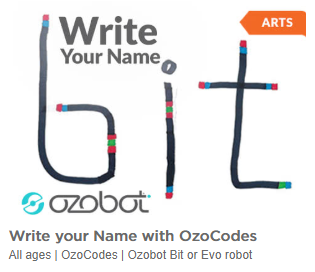 Write
Your Name
ARTS
bit
ozobot
Write your Name with OzoCodes
All ages | OzoCodes | Ozobot Bit or Evo robot